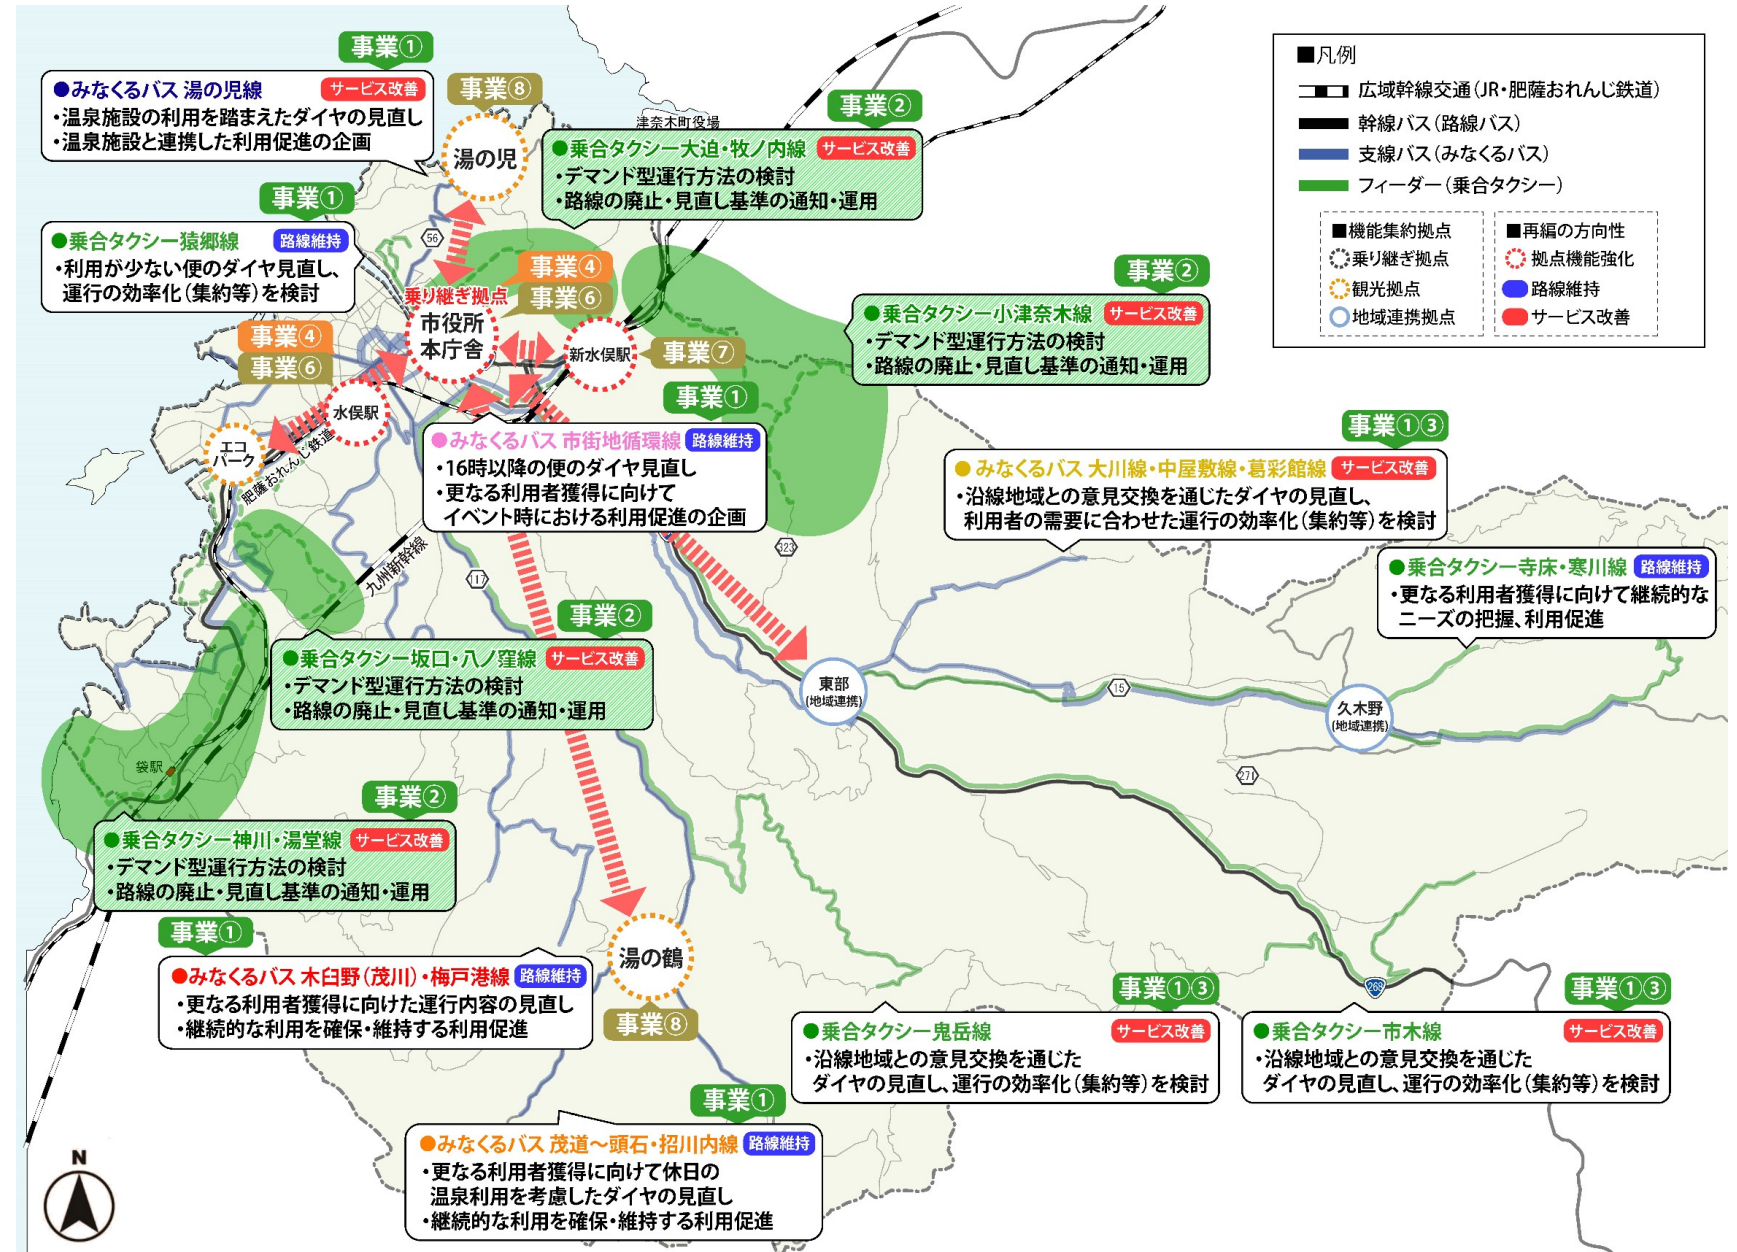 事業①
●みなくるバス 湯の児線 サービス改善
・温泉施設の利用を踏まえたダイヤの見直し
・温泉施設と連携した利用促進の企画
事業⑧
湯の児
津奈木町役場
事業②
●乗合タクシー大迫・牧ノ内線 サービス改善
・デマンド型運行方法の検討
・路線の廃止・見直し基準の通知・運用
■凡例
広域幹線交通(JR・肥薩おれんじ鉄道)
幹線バス(路線バス)
支線バス(みなくるバス)
フィーダー(乗合タクシー)
■機能集約拠点
乗り継ぎ拠点
観光拠点
地域連携拠点
■再編の方向性
拠点機能強化
路線維持
サービス改善
事業①
●乗合タクシー猿郷線 路線維持
・利用が少ない便のダイヤ見直し、
運行の効率化(集約等)を検討
56
事業④
事業⑥
乗り継ぎ拠点
市役所
本庁舎
新水俣駅
事業⑦
事業②
●乗合タクシー小津奈木線 サービス改善
・デマンド型運行方法の検討
・路線の廃止・見直し基準の通知・運用
事業④
事業⑥
水俣駅
エコ
パーク
肥薩おれんじ鉄道
事業①
●みなくるバス 市街地循環線 路線維持
・16時以降の便のダイヤ見直し
・更なる利用者獲得に向けて
イベント時における利用促進の企画
323
事業①③
●みなくるバス 大川線・中屋敷線・葛彩館線 サービス改善
・沿線地域との意見交換を通じたダイヤの見直し、
利用者の需要に合わせた運行の効率化(集約等)を検討
●乗合タクシー寺床・寒川線 路線維持
・更なる利用者獲得に向けて継続的な
ニーズの把握、利用促進
九州新幹線
117
事業②
●乗合タクシー坂口・八ノ窪線 サービス改善
・デマンド型運行方法の検討
・路線の廃止・見直し基準の通知・運用
東部
(地域連携)
15
久木野
(地域連携)
271
袋駅
事業②
●乗合タクシー神川・湯堂線 サービス改善
・デマンド型運行方法の検討
・路線の廃止・見直し基準の通知・運用
事業①
●みなくるバス 木臼野(茂川)・梅戸港線 路線維持
・更なる利用者獲得に向けた運行内容の見直し
・継続的な利用を確保・維持する利用促進
湯の鶴
事業⑧
268
事業①③
●乗合タクシー鬼岳線 サービス改善
・沿線地域との意見交換を通じた
ダイヤの見直し、運行の効率化(集約等)を検討
事業①③
●乗合タクシー市木線 サービス改善
・沿線地域との意見交換を通じた
ダイヤの見直し、運行の効率化(集約等)を検討
事業①
●みなくるバス 茂道～頭石・招川内線 路線維持
・更なる利用者獲得に向けて休日の
温泉利用を考慮したダイヤの見直し
・継続的な利用を確保・維持する利用促進
N